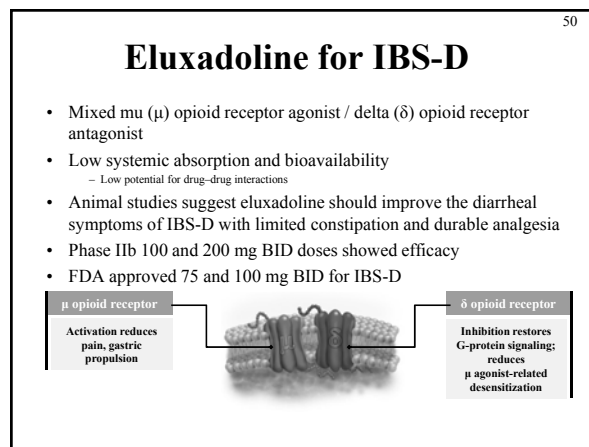 50
Eluxadoline for IBS-D
• Mixed mu (μ) opioid receptor agonist / delta (δ) opioid receptor
antagonist
• Low systemic absorption and bioavailability
– Low potential for drug–drug interactions
• Animal studies suggest eluxadoline should improve the diarrheal
symptoms of IBS-D with limited constipation and durable analgesia
• Phase IIb 100 and 200 mg BID doses showed efficacy
• FDA approved 75 and 100 mg BID for IBS-D
μ opioid receptor
Activation reduces
pain, gastric
propulsion
μ
δ
δ opioid receptor
Inhibition restores
G-protein signaling;
reduces
μ agonist-related
desensitization